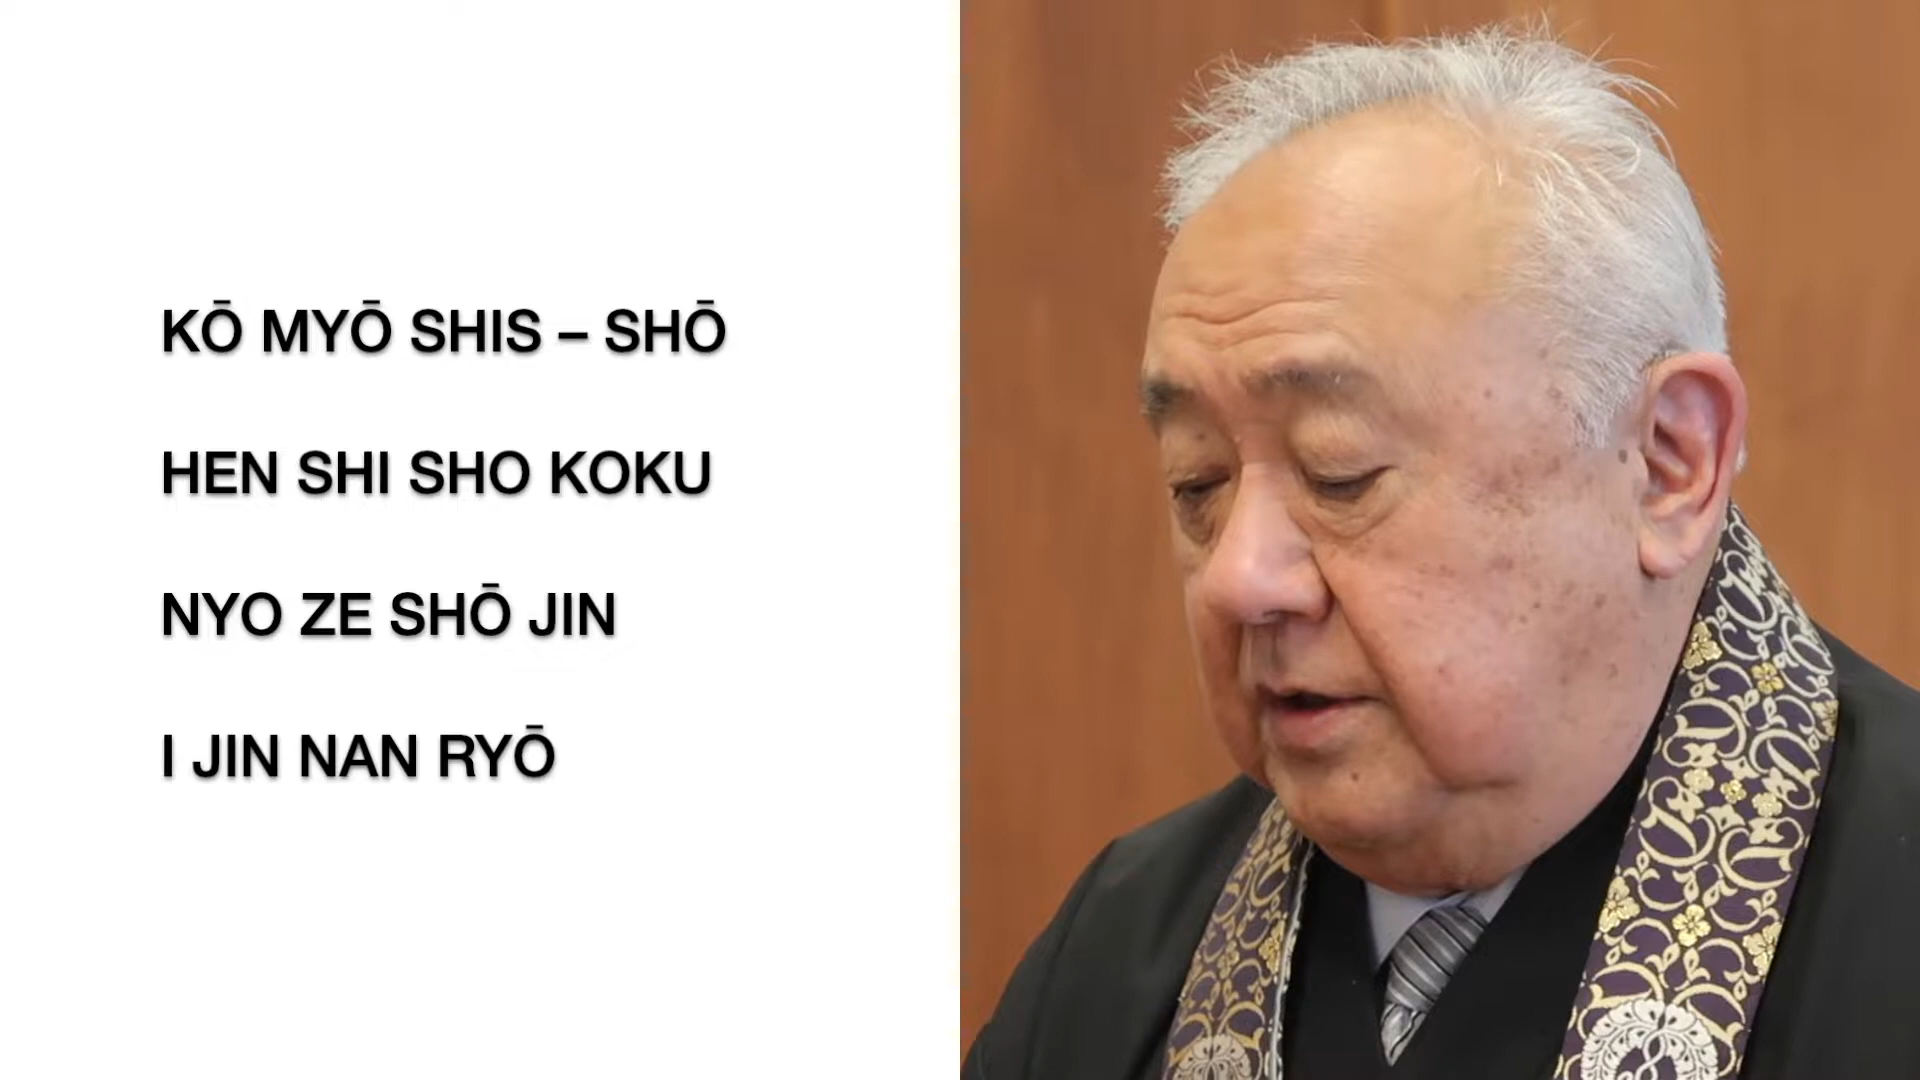 KŌ MYŌ SHIS – SHŌ
HEN SHI SHO KOKU
NYO ZE SHŌ JIN
I JIN NAN RYŌ